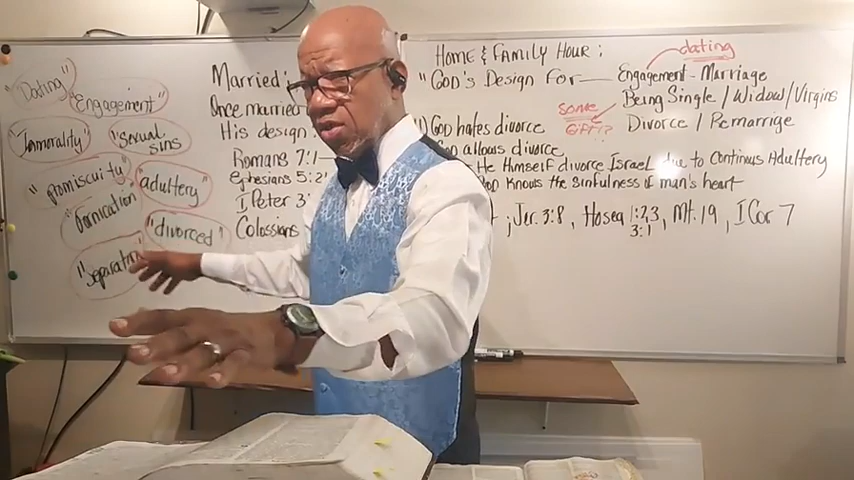 "Dating"
"Engagement"
"Immorality"
"Sexual sins"
"promiscuity"
"adultery"
"Fornication
"divorced"
"Separation"
Married:
Once married
His design:
Romans 7:1-
Ephesians 5:2
I Peter 3
Colossians
Home & Family Hour:
dating
"God's Design For— Engagement - Marriage
Being Single / Widow / Virgins
some
Gift??
Divorce / Remarriage
God hates divorce
God allows divorce
He Himself divorce Israel due to Continuos Adultery
Knows the Sinfulness of man's heart
; Jer. 3:8, Hosea 1:2,3, Mt. 19, I Cor 7
3:1